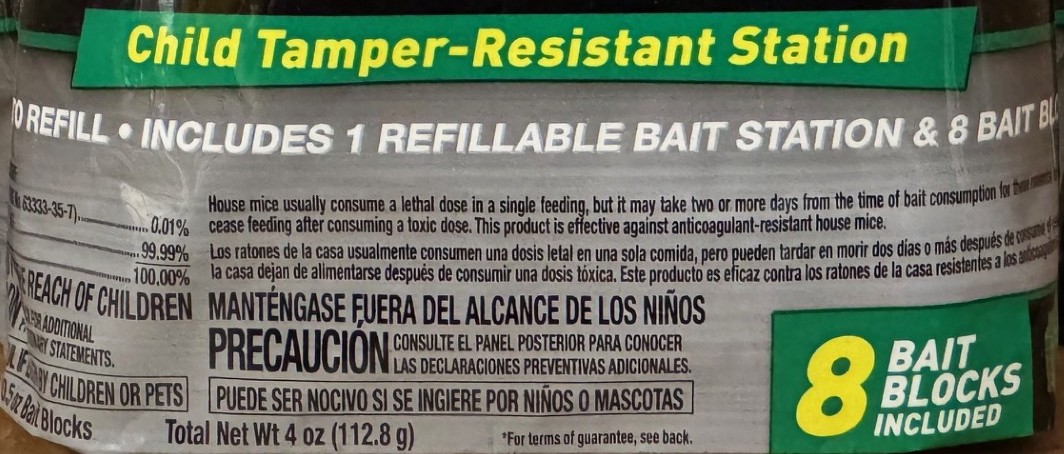 Child Tamper-Resistant Station
O REFILL • INCLUDES 1 REFILLABLE BAIT STATION & 8 BAIT
63333-35-7)..... 0.01%
..... 99.99%
..... 100.00%
REACH OF CHILDREN
ADDITIONAL
STATEMENTS.
BY CHILDREN OR PETS
0.5 oz Bait Blocks
House mice usually consume a lethal dose in a single feeding, but it may take two or more days from the time of bait consumption for
cease feeding after consuming a toxic dose. This product is effective against anticoagulant-resistant house mice.
Los ratones de la casa usualmente consumen una dosis letal en una sola comida, pero pueden tardar en morir dos días o más después de
la casa dejan de alimentarse después de consumir una dosis tóxica. Este producto es eficaz contra los ratones de la casa resistentes a los
MANTÉNGASE FUERA DEL ALCANCE DE LOS NIÑOS
PRECAUCIÓN CONSULTE EL PANEL POSTERIOR PARA CONOCER
LAS DECLARACIONES PREVENTIVAS ADICIONALES.
PUEDE SER NOCIVO SI SE INGIERE POR NIÑOS O MASCOTAS
Total Net Wt 4 oz (112.8 g)
*For terms of guarantee, see back.
8 BAIT
BLOCKS
INCLUDED